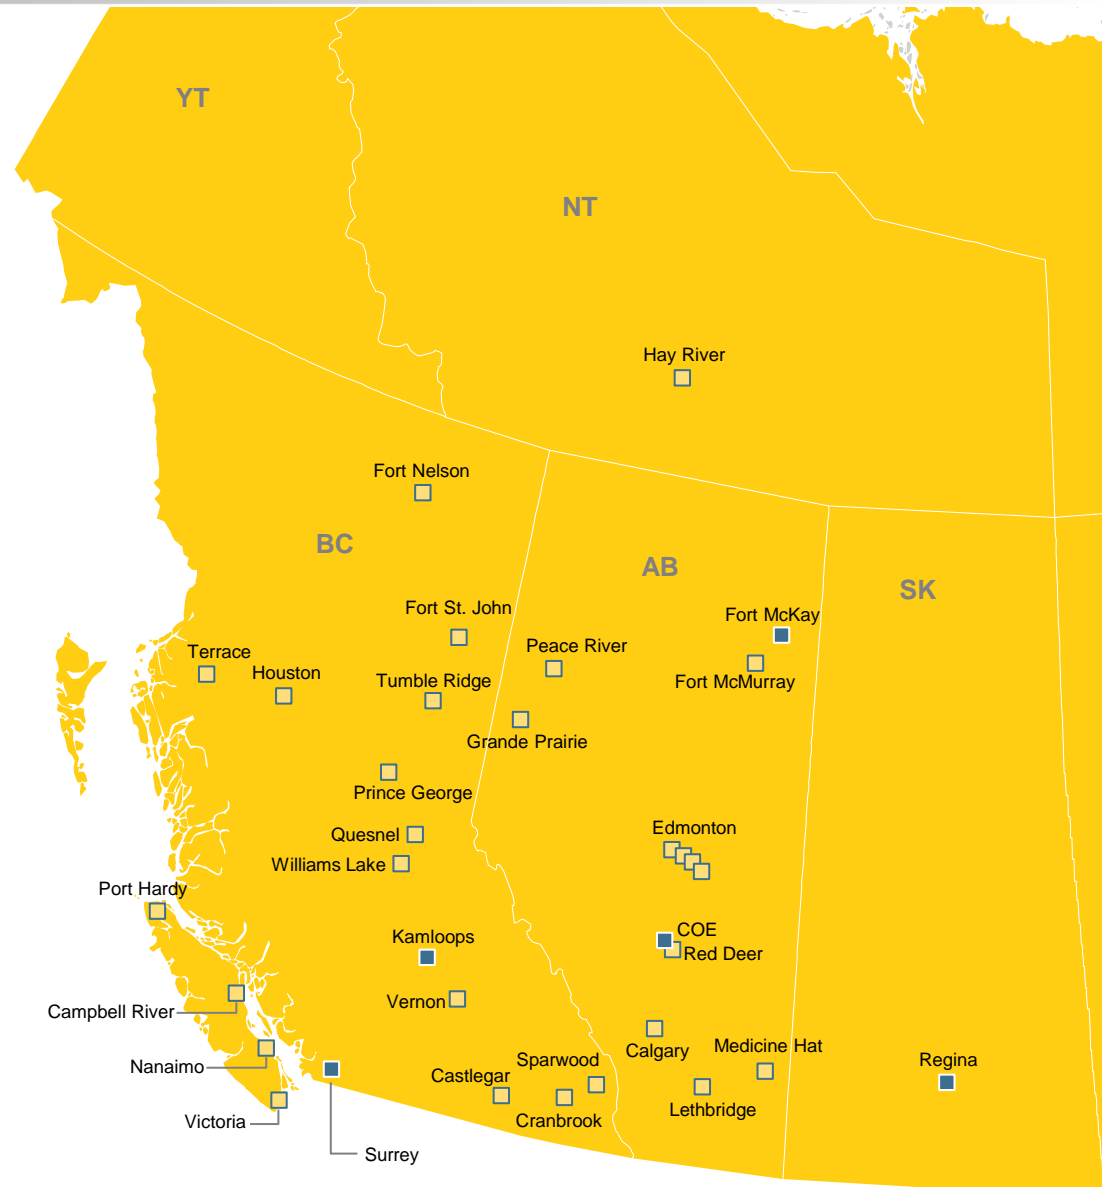 YT
NT
Hay River
Fort Nelson
BC
AB
SK
Fort St. John
Fort McKay
Peace River
Terrace
Houston
Tumble Ridge
Fort McMurray
Grande Prairie
Prince George
Edmonton
Quesnel
Williams Lake
Port Hardy
COE
Kamloops
Red Deer
Vernon
Campbell River
Calgary
Medicine Hat
Sparwood
Regina
Nanaimo
Castlegar
Lethbridge
Cranbrook
Victoria
Surrey